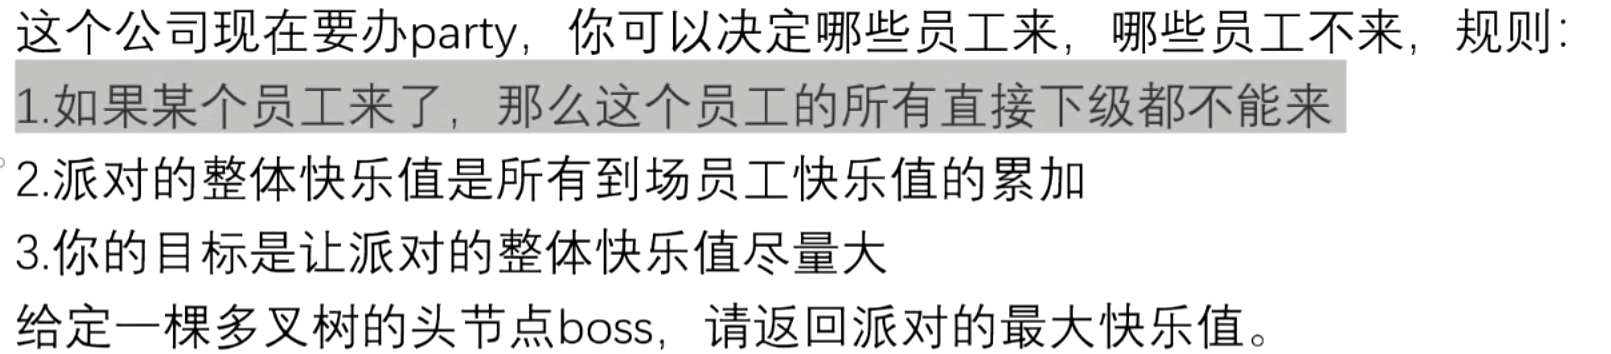 这个公司现在要办party，你可以决定哪些员工来，哪些员工不来，规则：
1.如果某个员工来了，那么这个员工的所有直接下级都不能来
2.派对的整体快乐值是所有到场员工快乐值的累加
3.你的目标是让派对的整体快乐值尽量大
给定一棵多叉树的头节点boss，请返回派对的最大快乐值。